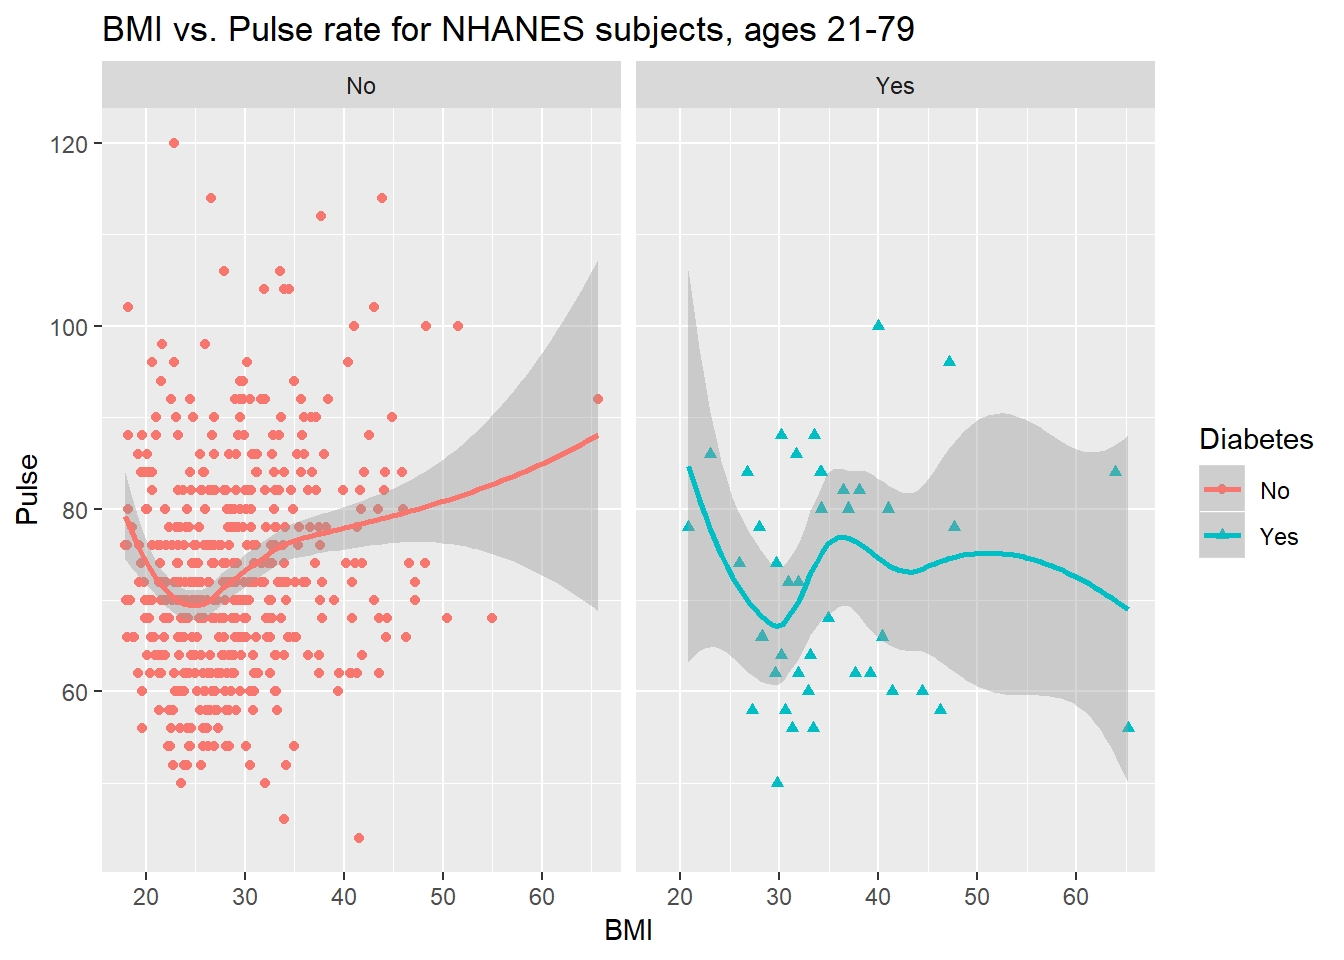 BMI vs. Pulse rate for NHANES subjects, ages 21-79
No
Yes
120
100
80
60
Pulse
20 30 40 50 60
20 30 40 50 60
BMI
Diabetes
No
Yes